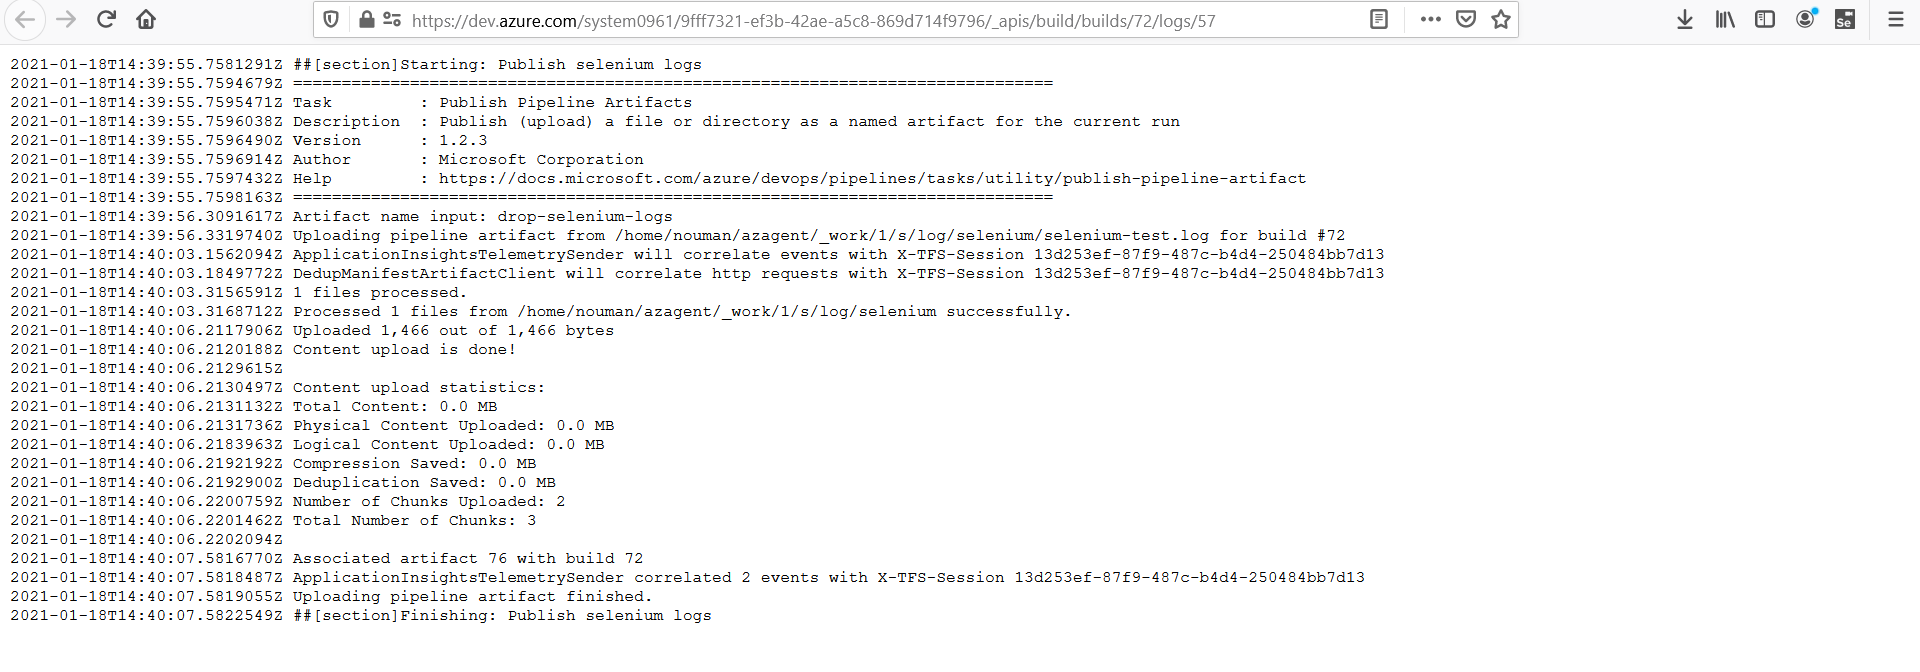 https://dev.azure.com/system0961/9fff7321-ef3b-42ae-a5c8-869d714f9796/_apis/build/builds/72/logs/57
Se
2021-01-18T14:39:55.7581291Z ##[section]Starting: Publish selenium logs
2021-01-18T14:39:55.7594679Z ==============================================================================
2021-01-18T14:39:55.7595471Z Task         : Publish Pipeline Artifacts
2021-01-18T14:39:55.7596038Z Description  : Publish (upload) a file or directory as a named artifact for the current run
2021-01-18T14:39:55.7596490Z Version      : 1.2.3
2021-01-18T14:39:55.7596914Z Author       : Microsoft Corporation
2021-01-18T14:39:55.7597432Z Help         : https://docs.microsoft.com/azure/devops/pipelines/tasks/utility/publish-pipeline-artifact
2021-01-18T14:39:55.7598163Z ==============================================================================
2021-01-18T14:39:56.3091617Z Artifact name input: drop-selenium-logs
2021-01-18T14:39:56.3319740Z Uploading pipeline artifact from /home/nouman/azagent/_work/1/s/log/selenium/selenium-test.log for build #72
2021-01-18T14:40:03.1562094Z ApplicationInsightsTelemetrySender will correlate events with X-TFS-Session 13d253ef-87f9-487c-b4d4-250484bb7d13
2021-01-18T14:40:03.1849772Z DedupManifestArtifactClient will correlate http requests with X-TFS-Session 13d253ef-87f9-487c-b4d4-250484bb7d13
2021-01-18T14:40:03.3156591Z 1 files processed.
2021-01-18T14:40:03.3168712Z Processed 1 files from /home/nouman/azagent/_work/1/s/log/selenium successfully.
2021-01-18T14:40:06.2117906Z Uploaded 1,466 out of 1,466 bytes
2021-01-18T14:40:06.2120188Z Content upload is done!
2021-01-18T14:40:06.2129615Z
2021-01-18T14:40:06.2130497Z Content upload statistics:
2021-01-18T14:40:06.2131132Z Total Content: 0.0 MB
2021-01-18T14:40:06.2131736Z Physical Content Uploaded: 0.0 MB
2021-01-18T14:40:06.2183963Z Logical Content Uploaded: 0.0 MB
2021-01-18T14:40:06.2192192Z Compression Saved: 0.0 MB
2021-01-18T14:40:06.2192900Z Deduplication Saved: 0.0 MB
2021-01-18T14:40:06.2200759Z Number of Chunks Uploaded: 2
2021-01-18T14:40:06.2201462Z Total Number of Chunks: 3
2021-01-18T14:40:06.2202094Z
2021-01-18T14:40:07.5816770Z Associated artifact 76 with build 72
2021-01-18T14:40:07.5818487Z ApplicationInsightsTelemetrySender correlated 2 events with X-TFS-Session 13d253ef-87f9-487c-b4d4-250484bb7d13
2021-01-18T14:40:07.5819055Z Uploading pipeline artifact finished.
2021-01-18T14:40:07.5822549Z ##[section]Finishing: Publish selenium logs